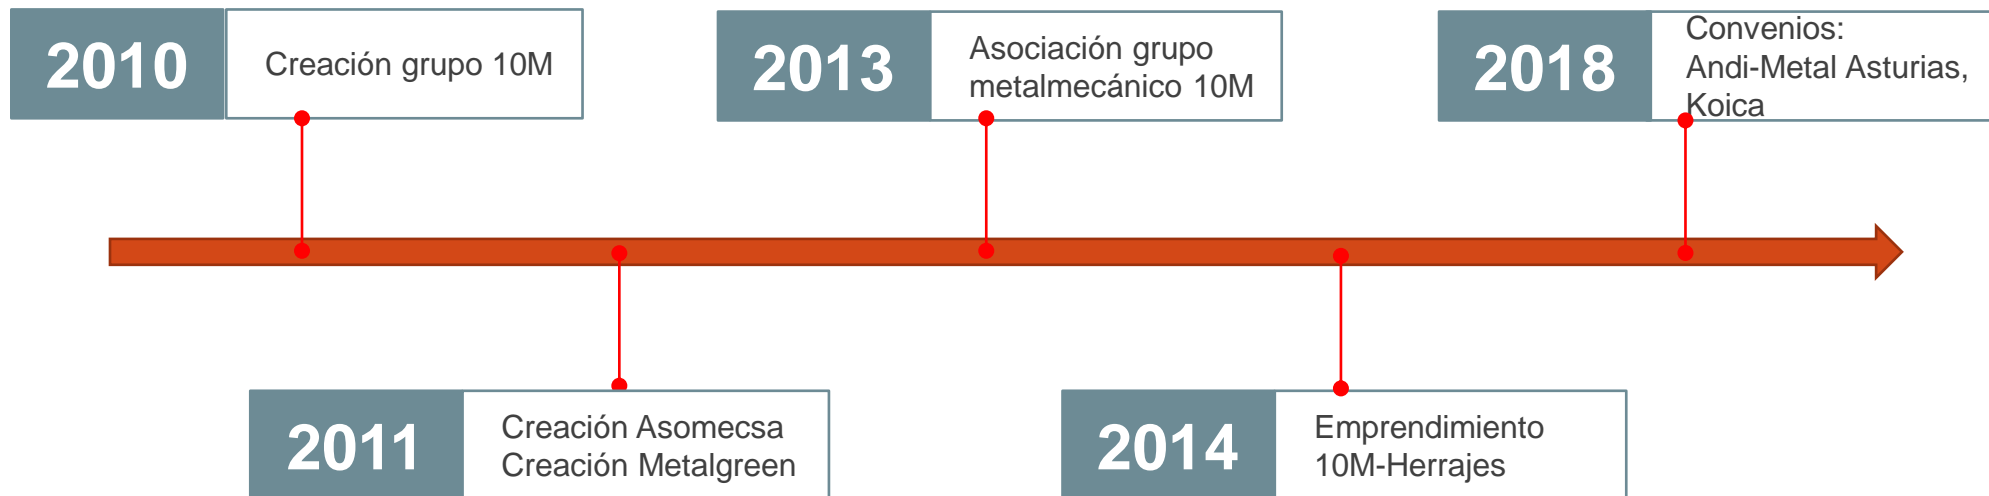 2010
Creación grupo 10M
2013
Asociación grupo
metalmecánico 10M
2018
Convenios:
Andi-Metal Asturias,
Koica
2011
Creación Asomecsa
Creación Metalgreen
2014
Emprendimiento
10M-Herrajes